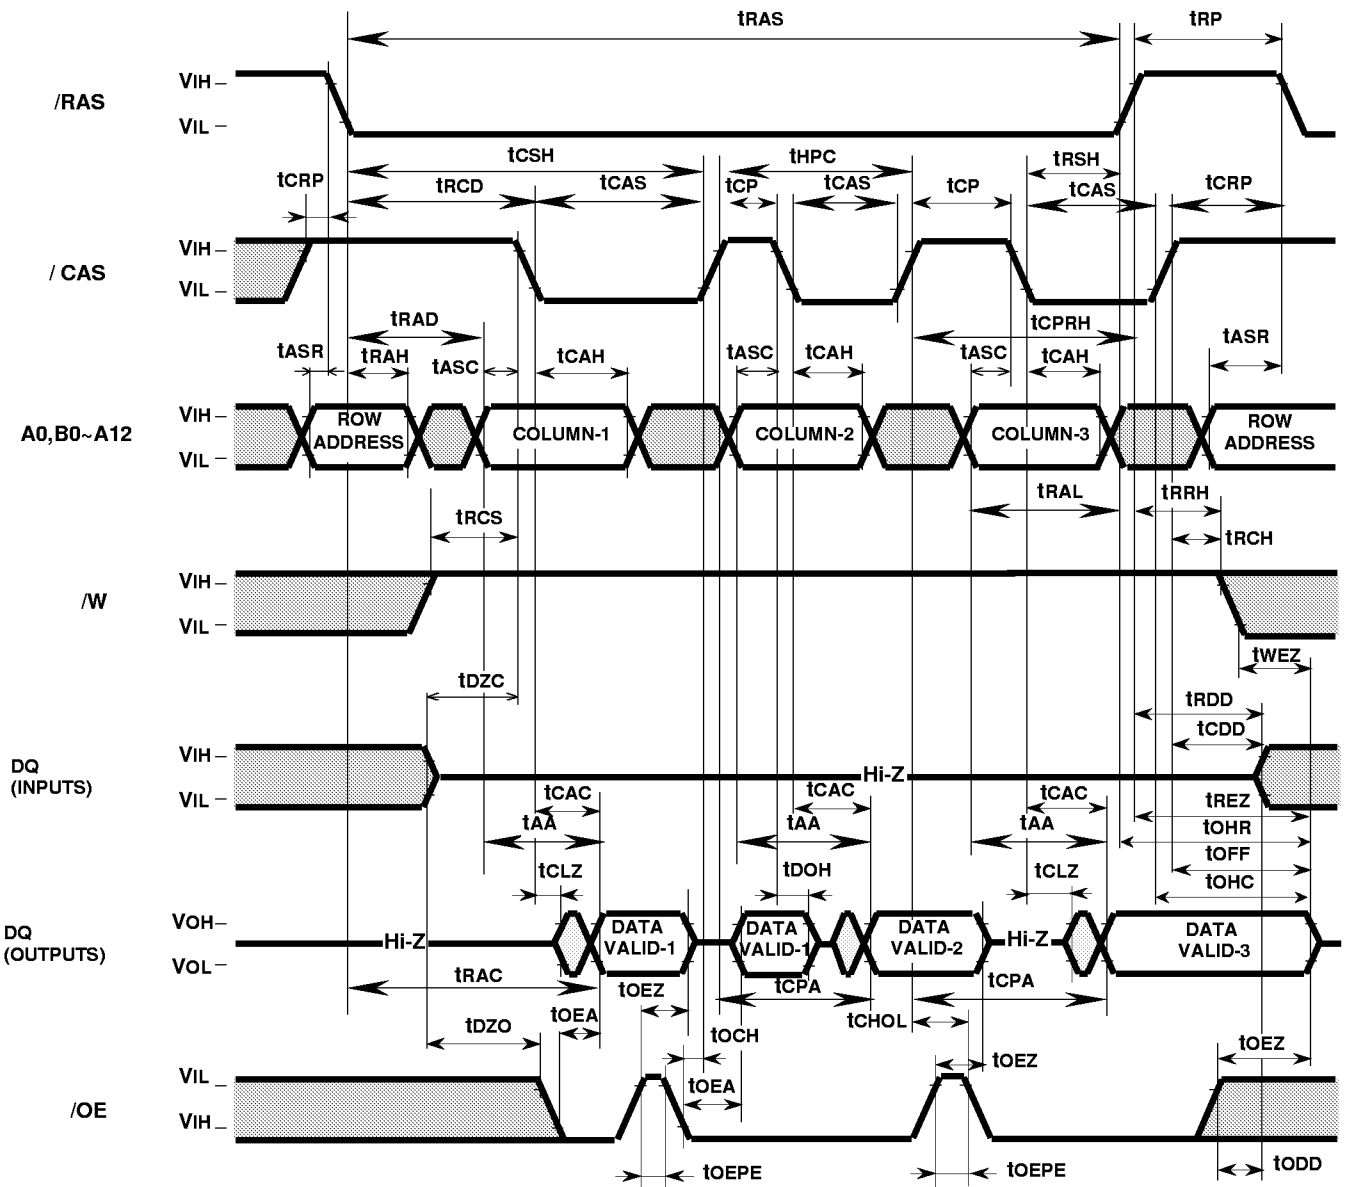 tRAS tRP
VIH
/RAS
VIL
tCSH tHPC tRSH
tCRP tRCD tCAS tCP tCAS tCP tCAS tCRP
VIH
/ CAS
VIL
tRAD tCPRH
tASR tRAH tASC tCAH tASC tCAH tASC tCAH tASR
VIH
A0,B0~A12
ROW ADDRESS COLUMN-1 COLUMN-2 COLUMN-3 ROW ADDRESS
VIL
tRAL tRRH
tRCS tRCH
VIH
/W
VIL
tWEZ
tDZC tRDD
tCDD
VIH
DQ
(INPUTS)
Hi-Z
VIL
tCAC tCAC tCAC tREZ
tAA tAA tAA tOHR
tCLZ tDOH tCLZ tOFF
tOHC
VOH
DQ
(OUTPUTS)
Hi-Z DATA VALID-1 DATA VALID-1 DATA VALID-2 Hi-Z DATA VALID-3
VOL
tRAC tOEZ tCPA tCPA
tDZO tOEA tOCH tCHOL tOEZ tOEZ
VIL
/OE
tOEA
VIH
tOEPE tOEPE tODD